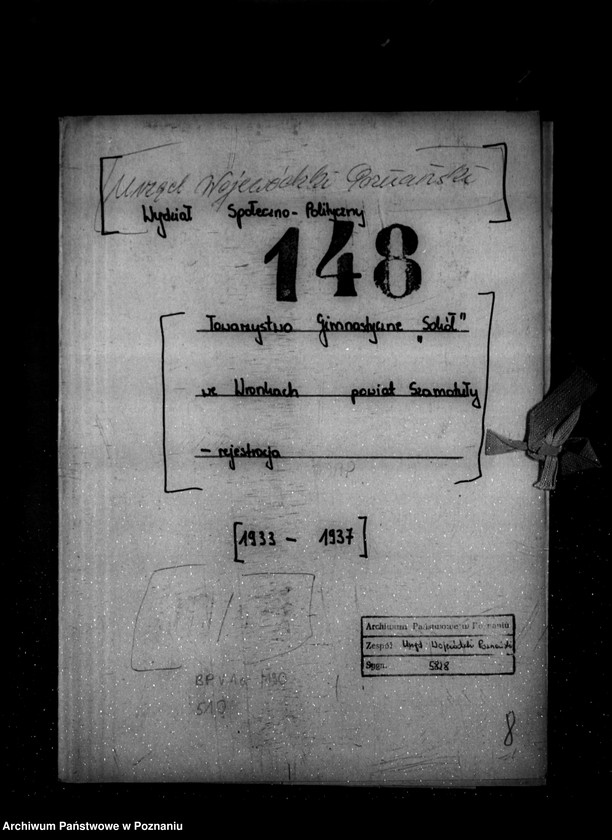 Urząd Wojewódzki Poznański
Wydział Społeczno-Polityczny
148
Towarzystwo Gimnastyczne „Sokół"
we Wronkach powiat Szamotuły
- rejestracja
[1933 - 1937]
Archiwum Państwowe w Poznaniu
Zespół Urząd Wojewódzki Poznański
Sygn. 5828
8
Archiwum Państwowe w Poznaniu